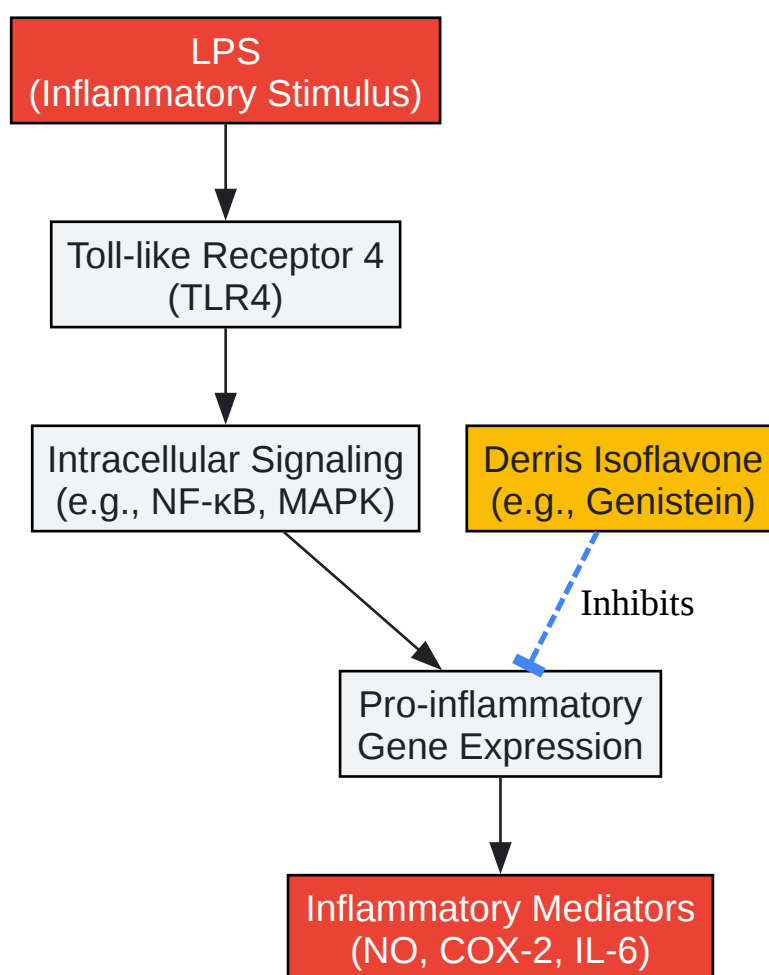 LPS
(Inflammatory Stimulus)
Toll-like Receptor 4
(TLR4)
Intracellular Signaling
(e.g., NF-κB, MAPK)
Derris Isoflavone
(e.g., Genistein)
Inhibits
Pro-inflammatory
Gene Expression
Inflammatory Mediators
(NO, COX-2, IL-6)